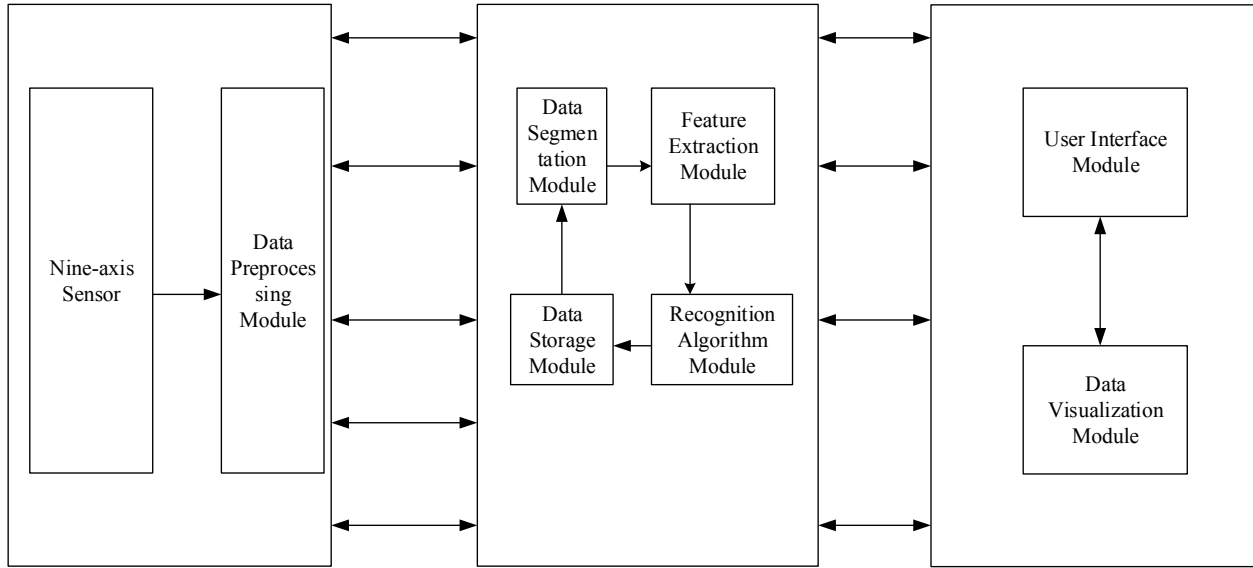 Nine-axis
Sensor
Data
Preproces
sing
Module
Data
Segmen
tation
Module
Feature
Extraction
Module
Data
Storage
Module
Recognition
Algorithm
Module
User Interface
Module
Data
Visualization
Module